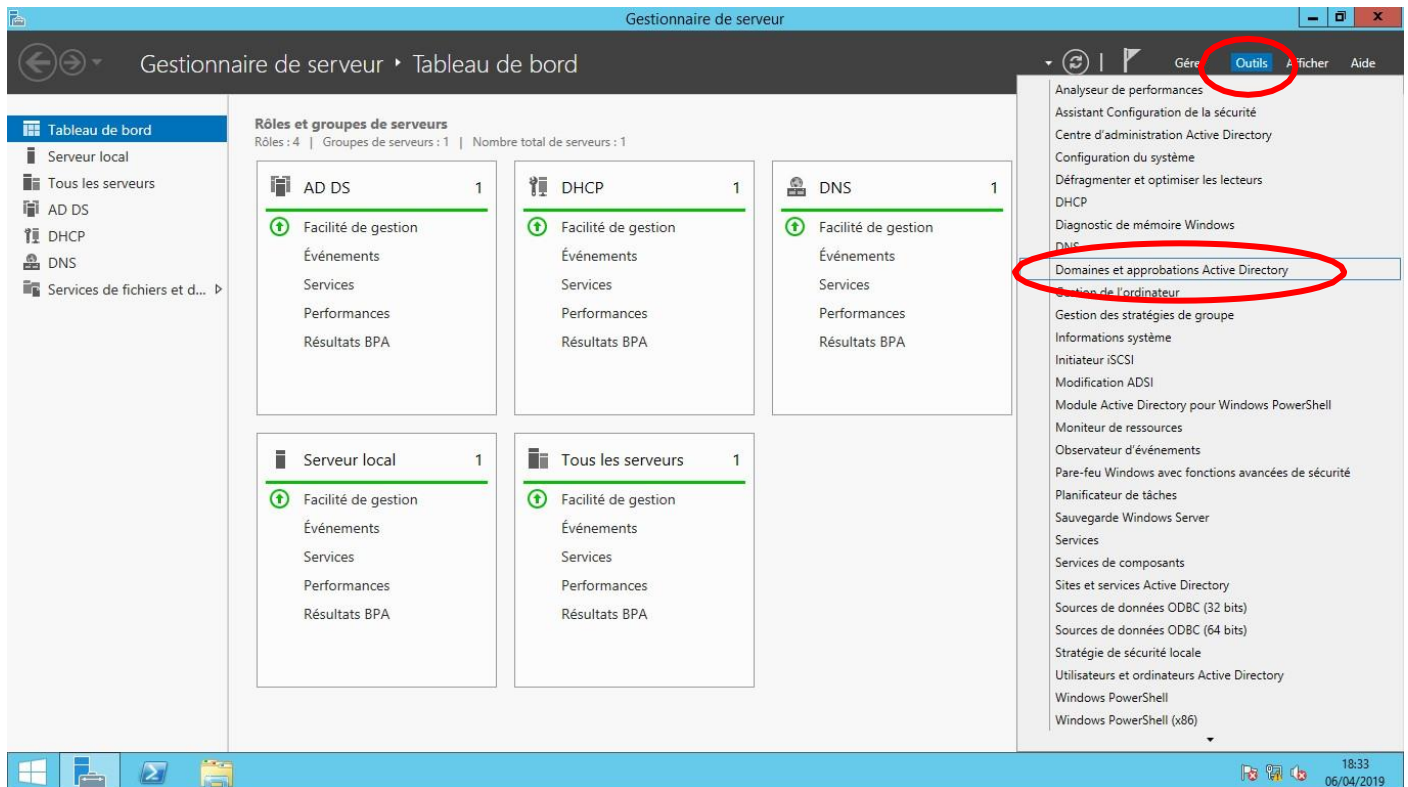 Gestionnaire de serveur
Gestionnaire de serveur ‣ Tableau de bord
Gére
Outils
Afficher
Aide
Tableau de bord
Serveur local
Tous les serveurs
AD DS
DHCP
DNS
Services de fichiers et d...
Rôles et groupes de serveurs
Rôles : 4 | Groupes de serveurs : 1 | Nombre total de serveurs : 1
AD DS 1
Facilité de gestion
Événements
Services
Performances
Résultats BPA
DHCP 1
Facilité de gestion
Événements
Services
Performances
Résultats BPA
DNS 1
Facilité de gestion
Événements
Services
Performances
Résultats BPA
Serveur local 1
Facilité de gestion
Événements
Services
Performances
Résultats BPA
Tous les serveurs 1
Facilité de gestion
Événements
Services
Performances
Résultats BPA
Analyseur de performances
Assistant Configuration de la sécurité
Centre d'administration Active Directory
Configuration du système
Défragmenter et optimiser les lecteurs
DHCP
Diagnostic de mémoire Windows
DNS
Domaines et approbations Active Directory
Gestion de l'ordinateur
Gestion des stratégies de groupe
Informations système
Initiateur iSCSI
Modification ADSI
Module Active Directory pour Windows PowerShell
Moniteur de ressources
Observateur d'événements
Pare-feu Windows avec fonctions avancées de sécurité
Planificateur de tâches
Sauvegarde Windows Server
Services
Services de composants
Sites et services Active Directory
Sources de données ODBC (32 bits)
Sources de données ODBC (64 bits)
Stratégie de sécurité locale
Utilisateurs et ordinateurs Active Directory
Windows PowerShell
Windows PowerShell (x86)
18:33
06/04/2019